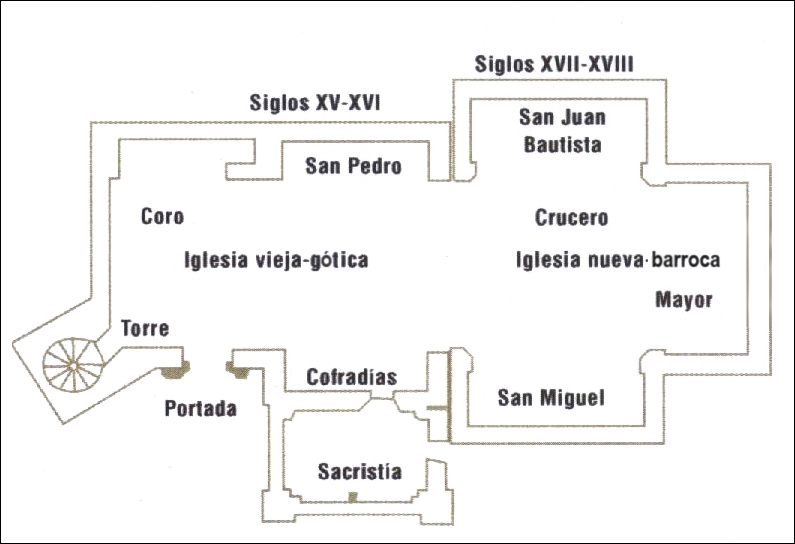 Siglos XV-XVI
Siglos XVII-XVIII
San Pedro
San Juan
Bautista
Coro
Crucero
Iglesia vieja-gótica
Iglesia nueva-barroca
Mayor
Torre
Cofradías
San Miguel
Portada
Sacristía